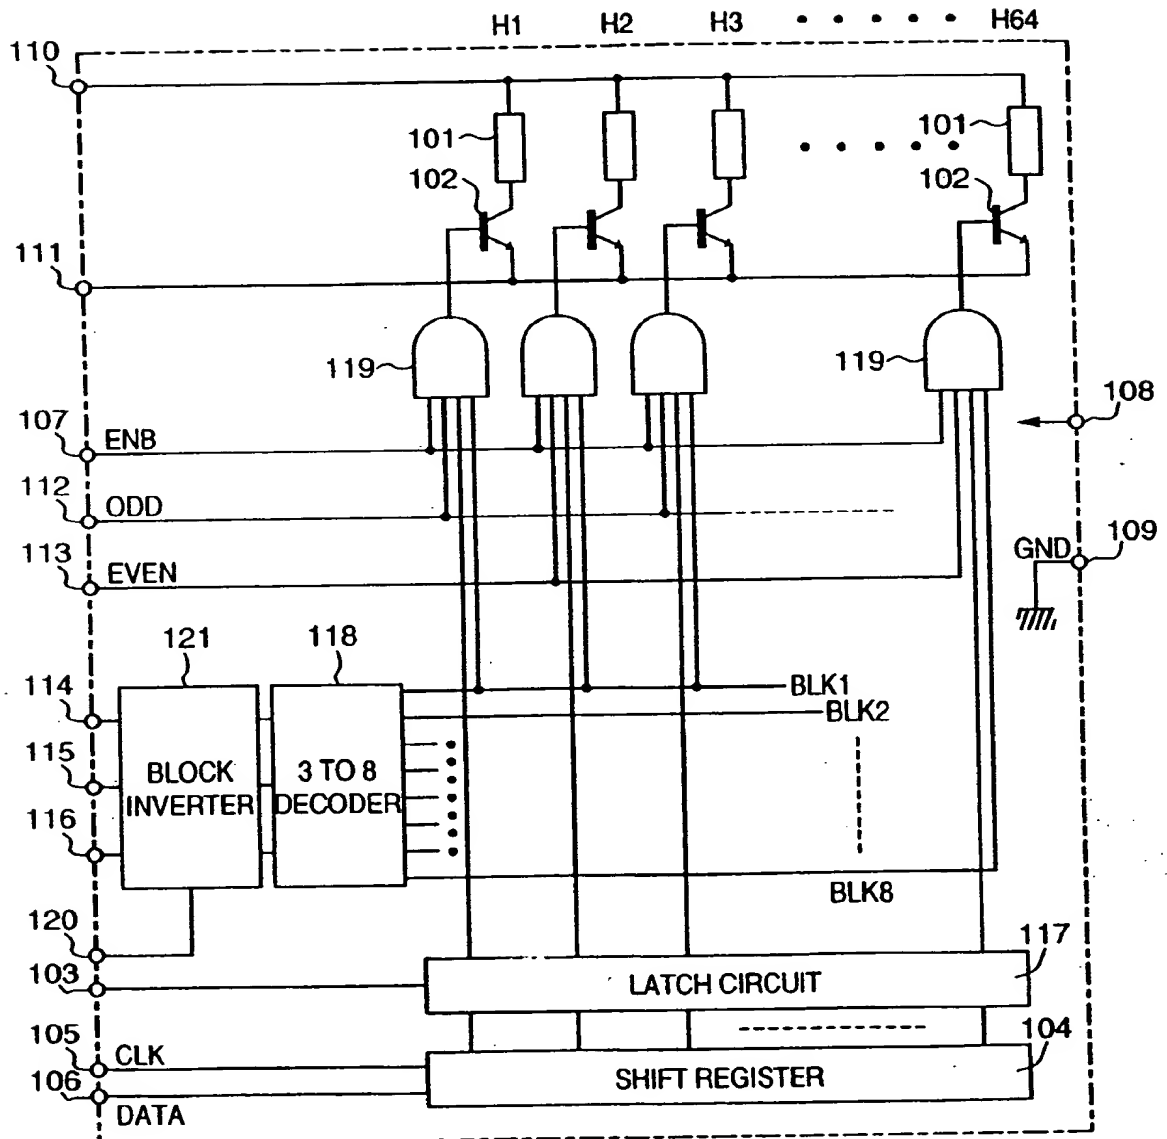 H1 H2 H3 H64
110
101 101
102 102
111
119 119
107 ENB 108
112 ODD
113 EVEN GND 109
121 118
114 BLK1
BLK2
115 BLOCK INVERTER 3 TO 8 DECODER
116
BLK8
120 117
103 LATCH CIRCUIT
105 CLK 104
106 SHIFT REGISTER
DATA